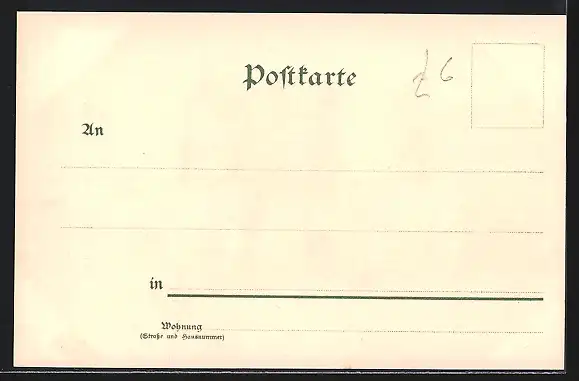 Poſtkarte
An
in
Wohnung
(Straße und Hausnummer)